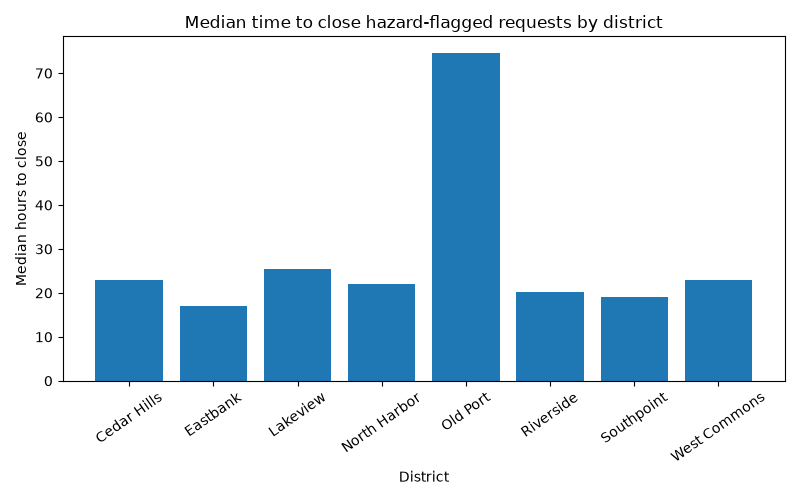 Median time to close hazard-flagged requests by district
Median hours to close
70
60
50
40
30
20
10
0
Cedar Hills
Eastbank
Lakeview
North Harbor
Old Port
Riverside
Southpoint
West Commons
District